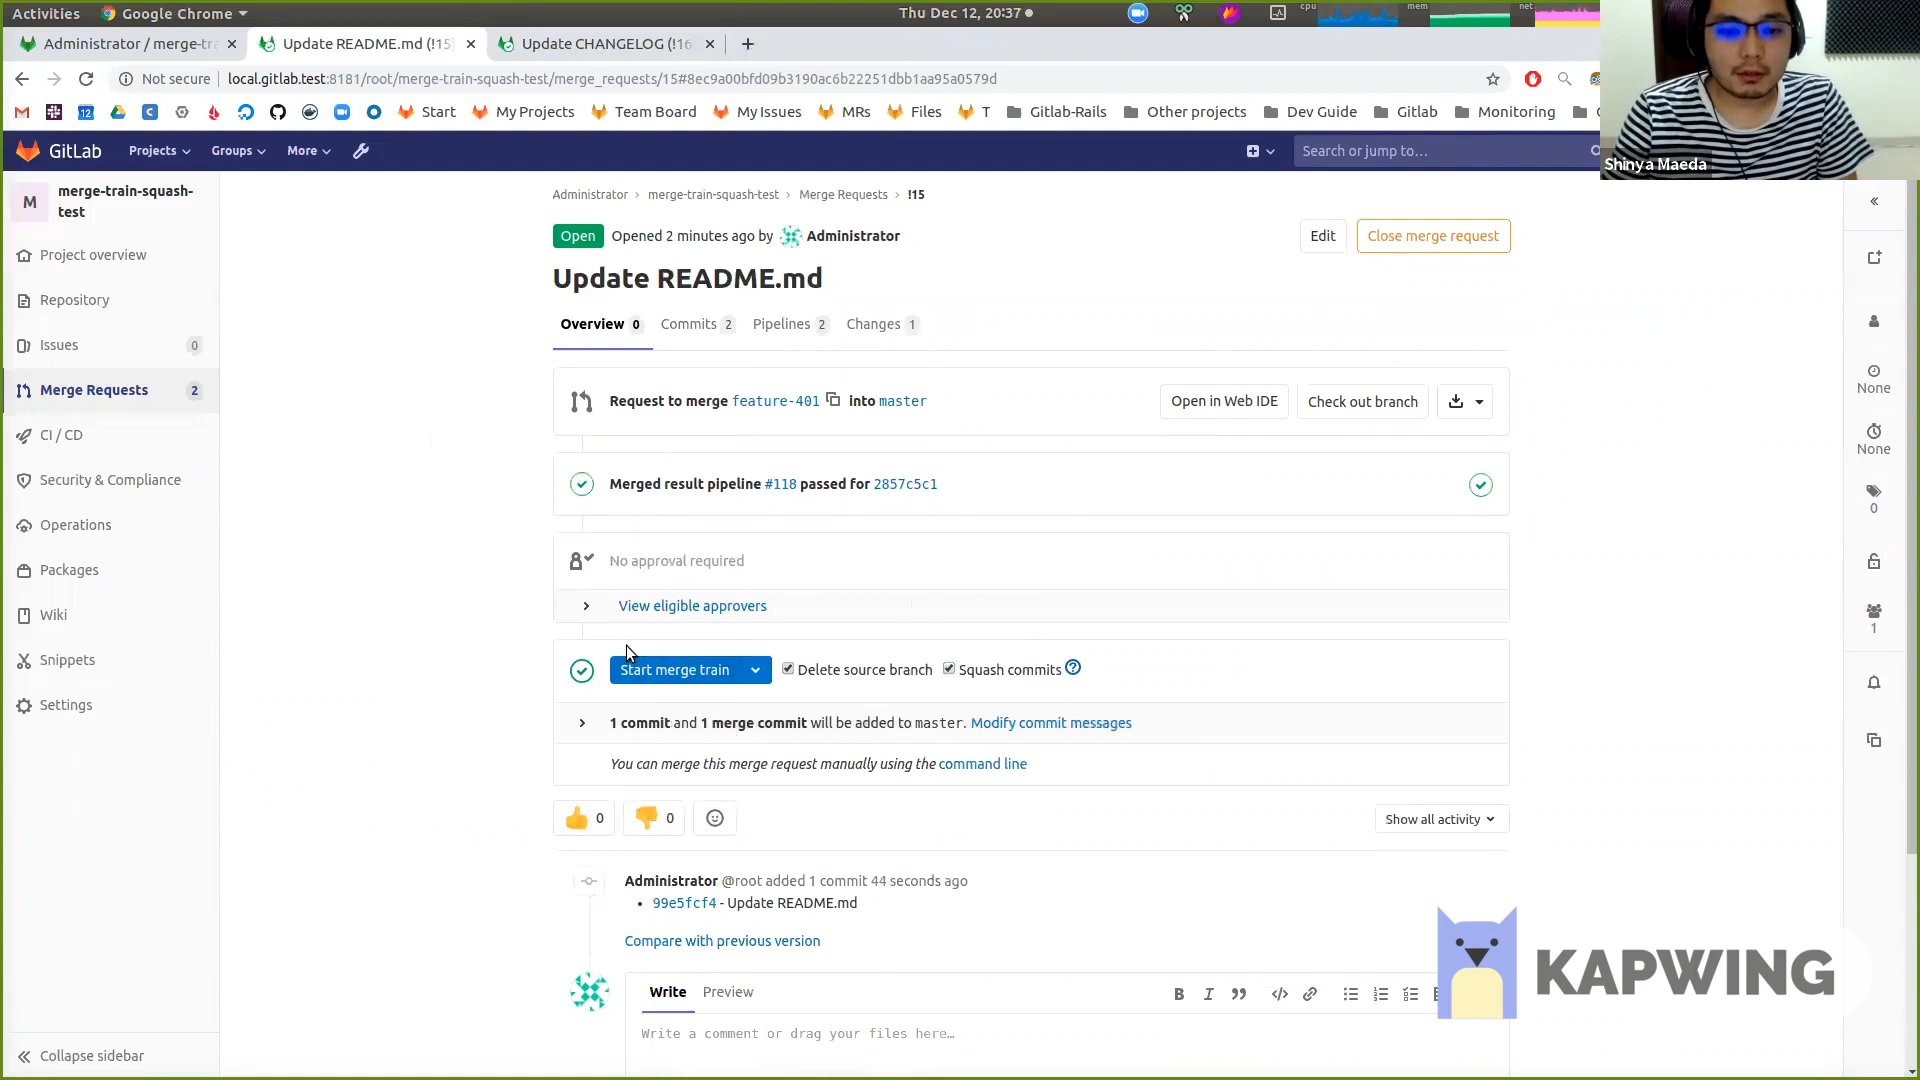 Activities Google Chrome Thu Dec 12, 20:37 cpu mem net
Administrator / merge-tra Update README.md (!15) Update CHANGELOG (!16
Not secure local.gitlab.test:8181/root/merge-train-squash-test/merge_requests/15#8ec9a00bfd09b3190ac6b22251dbb1aa95a0579d
Start My Projects Team Board My Issues MRs Files T Gitlab-Rails Other projects Dev Guide Gitlab Monitoring
Shinya Maeda
GitLab Projects Groups More Search or jump to…
M merge-train-squash-test
Project overview
Repository
Issues 0
Merge Requests 2
CI / CD
Security & Compliance
Operations
Packages
Wiki
Snippets
Settings
Collapse sidebar
Administrator › merge-train-squash-test › Merge Requests › !15
Open Opened 2 minutes ago by Administrator Edit Close merge request
Update README.md
Overview 0 Commits 2 Pipelines 2 Changes 1
Request to merge feature-401 into master Open in Web IDE Check out branch
Merged result pipeline #118 passed for 2857c5c1
No approval required
View eligible approvers
Start merge train Delete source branch Squash commits
1 commit and 1 merge commit will be added to master. Modify commit messages
You can merge this merge request manually using the command line
0 0 Show all activity
Administrator @root added 1 commit 44 seconds ago
• 99e5fcf4 - Update README.md
Compare with previous version
Write Preview
Write a comment or drag your files here…
None
None
0
1
KAPWING